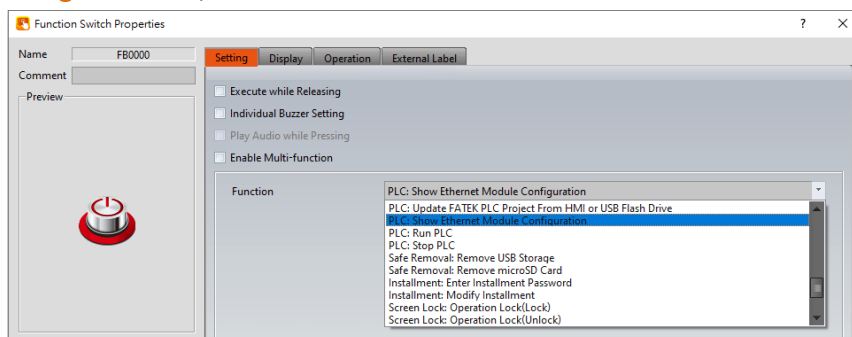 Function Switch Properties
? X
Name FB0000
Comment
Preview
Setting Display Operation External Label
Execute while Releasing
Individual Buzzer Setting
Play Audio while Pressing
Enable Multi-function
Function PLC: Show Ethernet Module Configuration
PLC: Update FATEK PLC Project From HMI or USB Flash Drive
PLC: Show Ethernet Module Configuration
PLC: Run PLC
PLC: Stop PLC
Safe Removal: Remove USB Storage
Safe Removal: Remove microSD Card
Installment: Enter Installment Password
Installment: Modify Installment
Screen Lock: Operation Lock(Lock)
Screen Lock: Operation Lock(Unlock)